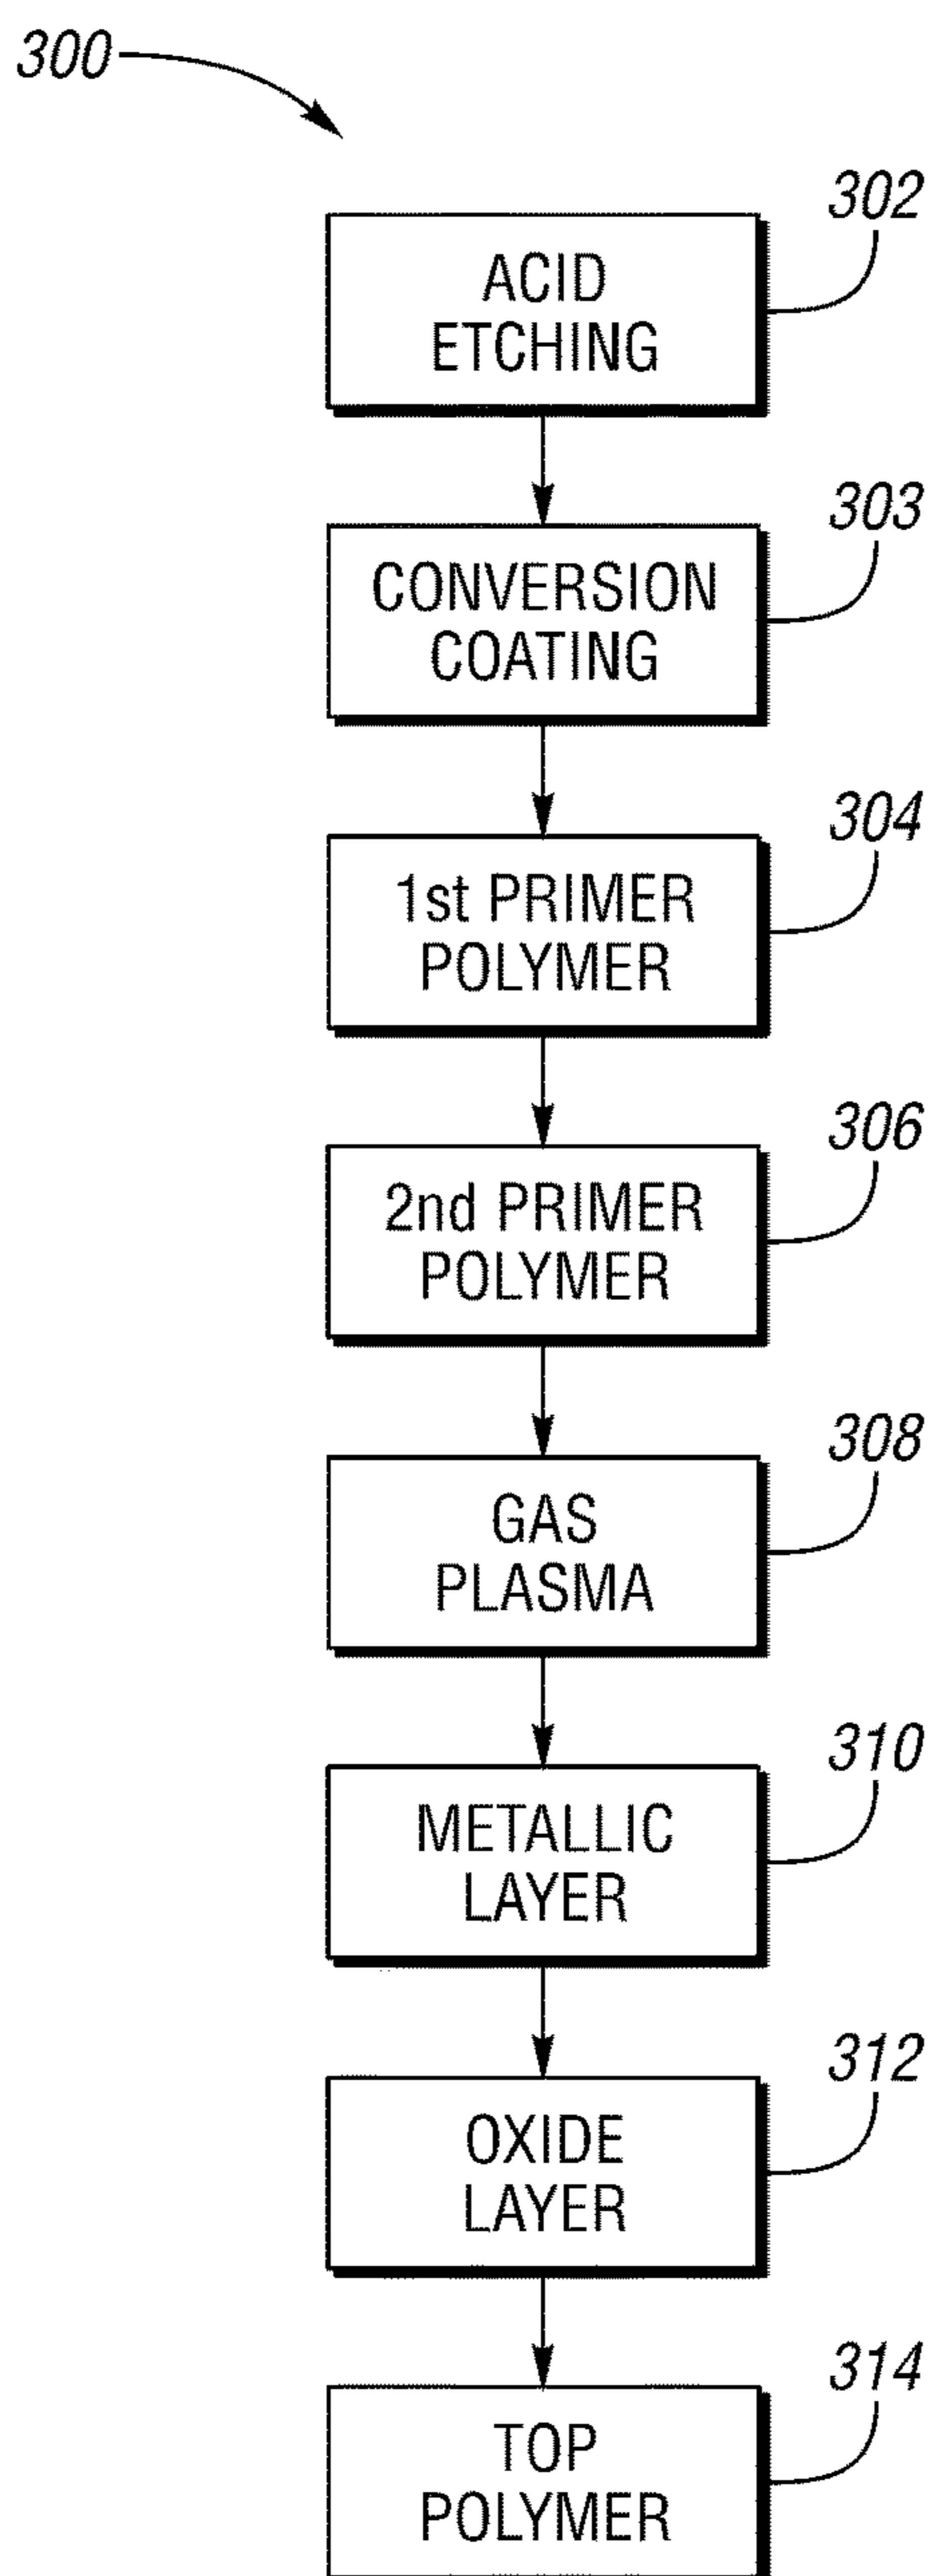 300
302
ACID
ETCHING
303
CONVERSION
COATING
304
1st PRIMER
POLYMER
306
2nd PRIMER
POLYMER
308
GAS
PLASMA
310
METALLIC
LAYER
312
OXIDE
LAYER
314
TOP
POLYMER